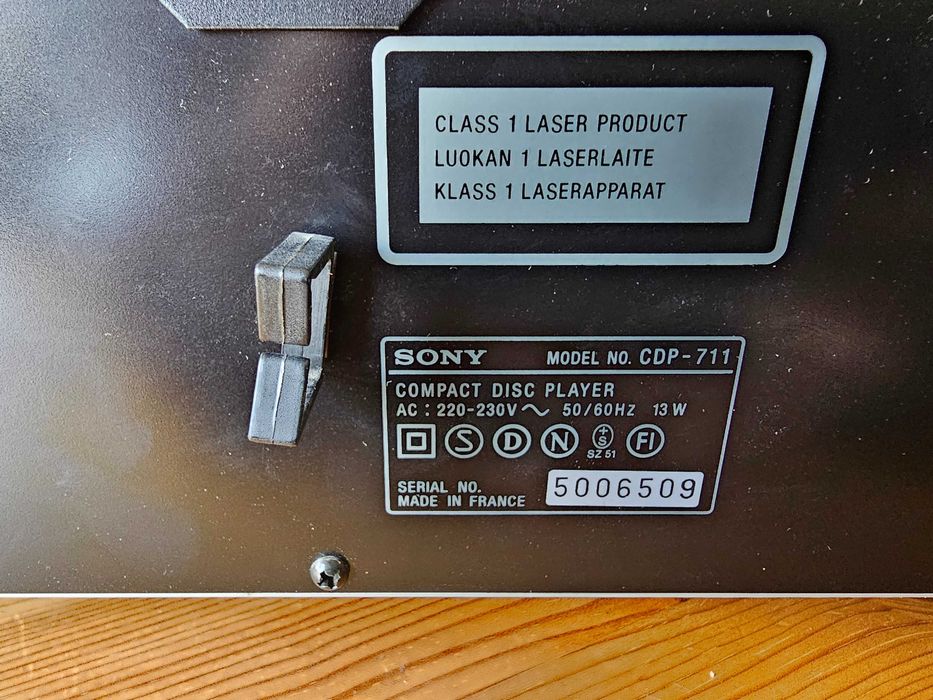 CLASS 1 LASER PRODUCT
LUOKAN 1 LASERLAITE
KLASS 1 LASERAPPARAT
SONY MODEL NO. CDP-711
COMPACT DISC PLAYER
AC : 220-230V ~ 50/60HZ 13 W
S D N +S FI
SZ 51
SERIAL NO. 5006509
MADE IN FRANCE